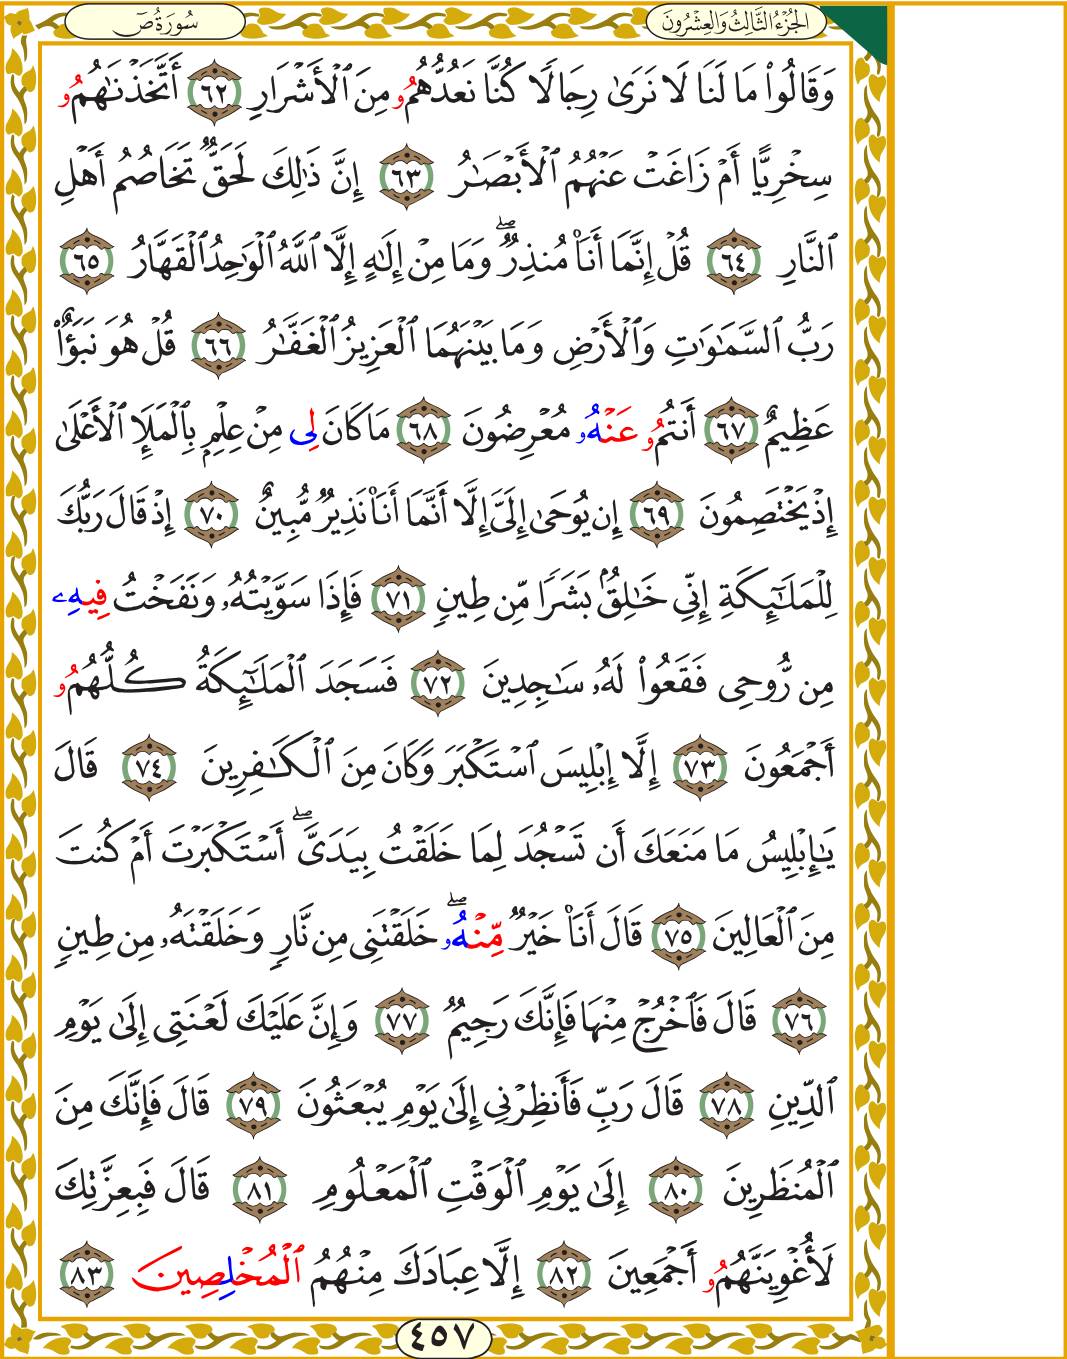 الجُزْءُ الثَّالِثُ وَالعِشْرُونَ
سُورَةُ صٓ
وَقَالُواْ مَا لَنَا لَا نَرَىٰ رِجَالًا كُنَّا نَعُدُّهُمُۥ مِنَ ٱلْأَشْرَارِ ٦٢ أَتَّخَذْنَٰهُمُۥ
سِخْرِيًّا أَمْ زَاغَتْ عَنْهُمُ ٱلْأَبْصَٰرُ ٦٣ إِنَّ ذَٰلِكَ لَحَقٌّ تَخَاصُمُ أَهْلِ
ٱلنَّارِ ٦٤ قُلْ إِنَّمَا أَنَا۠ مُنذِرٌ ۖ وَمَا مِنْ إِلَٰهٍ إِلَّا ٱللَّهُ ٱلْوَٰحِدُ ٱلْقَهَّارُ ٦٥
رَبُّ ٱلسَّمَٰوَٰتِ وَٱلْأَرْضِ وَمَا بَيْنَهُمَا ٱلْعَزِيزُ ٱلْغَفَّٰرُ ٦٦ قُلْ هُوَ نَبَؤٌاْ
عَظِيمٌ ٦٧ أَنتُمُۥ عَنْهُۥ مُعْرِضُونَ ٦٨ مَا كَانَ لِى مِنْ عِلْمٍۭ بِٱلْمَلَإِ ٱلْأَعْلَىٰ
إِذْ يَخْتَصِمُونَ ٦٩ إِن يُوحَىٰ إِلَىَّ إِلَّا أَنَّمَا أَنَا۠ نَذِيرٌ مُّبِينٌ ٧٠ إِذْ قَالَ رَبُّكَ
لِلْمَلَٰٓئِكَةِ إِنِّى خَٰلِقٌۢ بَشَرًا مِّن طِينٍ ٧١ فَإِذَا سَوَّيْتُهُۥ وَنَفَخْتُ فِيهِۦ
مِن رُّوحِى فَقَعُواْ لَهُۥ سَٰجِدِينَ ٧٢ فَسَجَدَ ٱلْمَلَٰٓئِكَةُ كُلُّهُمُۥ
أَجْمَعُونَ ٧٣ إِلَّا إِبْلِيسَ ٱسْتَكْبَرَ وَكَانَ مِنَ ٱلْكَٰفِرِينَ ٧٤ قَالَ
يَٰإِبْلِيسُ مَا مَنَعَكَ أَن تَسْجُدَ لِمَا خَلَقْتُ بِيَدَىَّ ۖ أَسْتَكْبَرْتَ أَمْ كُنتَ
مِنَ ٱلْعَالِينَ ٧٥ قَالَ أَنَا۠ خَيْرٌ مِّنْهُۥ ۖ خَلَقْتَنِى مِن نَّارٍ وَخَلَقْتَهُۥ مِن طِينٍ
٧٦ قَالَ فَٱخْرُجْ مِنْهَا فَإِنَّكَ رَجِيمٌ ٧٧ وَإِنَّ عَلَيْكَ لَعْنَتِى إِلَىٰ يَوْمِ
ٱلدِّينِ ٧٨ قَالَ رَبِّ فَأَنظِرْنِى إِلَىٰ يَوْمِ يُبْعَثُونَ ٧٩ قَالَ فَإِنَّكَ مِنَ
ٱلْمُنظَرِينَ ٨٠ إِلَىٰ يَوْمِ ٱلْوَقْتِ ٱلْمَعْلُومِ ٨١ قَالَ فَبِعِزَّتِكَ
لَأُغْوِيَنَّهُمُۥ أَجْمَعِينَ ٨٢ إِلَّا عِبَادَكَ مِنْهُمُ ٱلْمُخْلِصِينَ ٨٣
٤٥٧